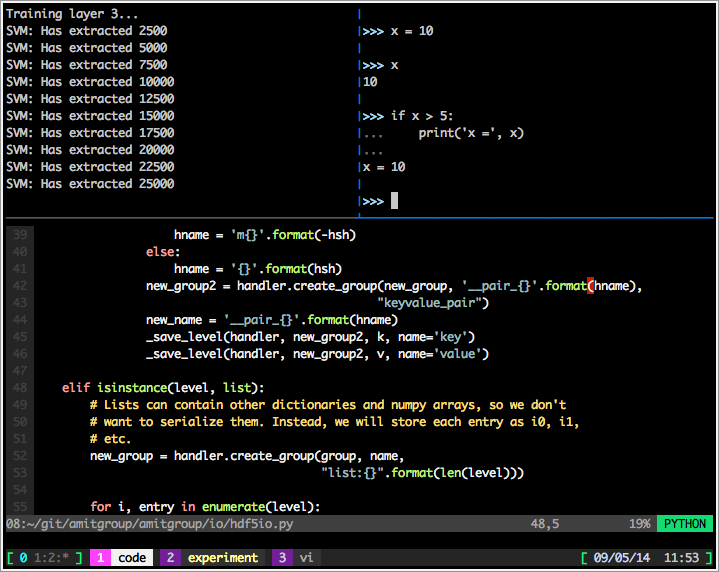 Training layer 3...
SVM: Has extracted 2500
SVM: Has extracted 5000
SVM: Has extracted 7500
SVM: Has extracted 10000
SVM: Has extracted 12500
SVM: Has extracted 15000
SVM: Has extracted 17500
SVM: Has extracted 20000
SVM: Has extracted 22500
SVM: Has extracted 25000
>>> x = 10
>>> x
10
>>> if x > 5:
...     print('x =', x)
...
x = 10
>>>
39                     hname = 'm{}'.format(-hsh)
40                 else:
41                     hname = '{}'.format(hsh)
42                 new_group2 = handler.create_group(new_group, '__pair_{}'.format(hname),
43                                                   "keyvalue_pair")
44                 new_name = '__pair_{}'.format(hname)
45                 _save_level(handler, new_group2, k, name='key')
46                 _save_level(handler, new_group2, v, name='value')
47
48     elif isinstance(level, list):
49         # Lists can contain other dictionaries and numpy arrays, so we don't
50         # want to serialize them. Instead, we will store each entry as i0, i1,
51         # etc.
52         new_group = handler.create_group(group, name,
53                                          "list:{}".format(len(level)))
54
55         for i, entry in enumerate(level):
08:~/git/amitgroup/amitgroup/io/hdf5io.py 48,5 19% PYTHON
[ 0 1:2:* ] 1 code 2 experiment 3 vi [ 09/05/14 11:53 ]